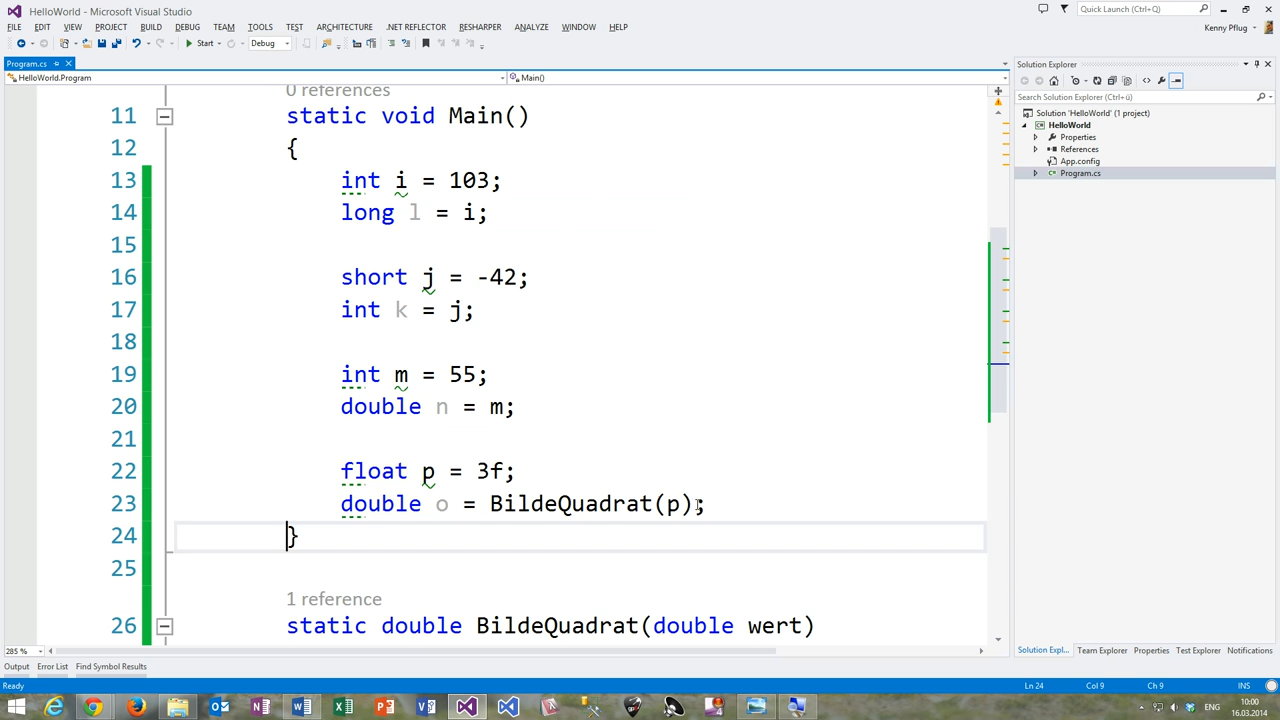 HelloWorld - Microsoft Visual Studio
Quick Launch (Ctrl+Q)
FILE EDIT VIEW PROJECT BUILD DEBUG TEAM TOOLS TEST ARCHITECTURE .NET REFLECTOR RESHARPER ANALYZE WINDOW HELP
Kenny Pflug
Start Debug
Program.cs
Solution Explorer
HelloWorld.Program
Main()
Search Solution Explorer (Ctrl+ü)
Solution 'HelloWorld' (1 project)
HelloWorld
Properties
References
App.config
Program.cs
0 references
11 static void Main()
12 {
13 int i = 103;
14 long l = i;
15
16 short j = -42;
17 int k = j;
18
19 int m = 55;
20 double n = m;
21
22 float p = 3f;
23 double o = BildeQuadrat(p);
24 }
25
1 reference
26 static double BildeQuadrat(double wert)
285 %
Solution Expl... Team Explorer Properties Test Explorer Notifications
Output Error List Find Symbol Results
Ready
Ln 24 Col 9 Ch 9 INS
10:00
16.03.2014